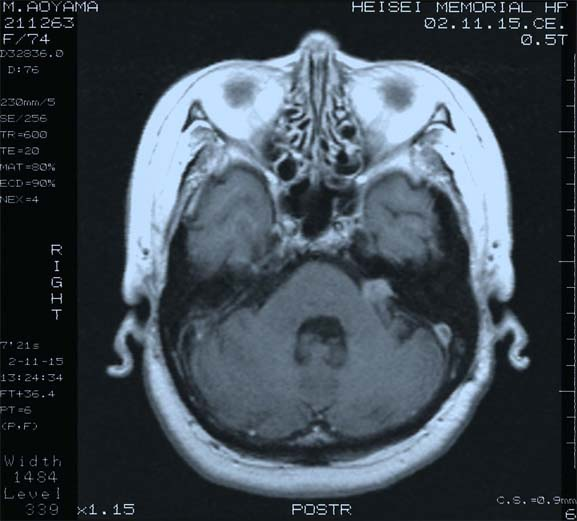 M.AOYAMA
211263
F/74
D32836.0
D:76
230mm/5
SE/256
TR=600
TE=20
MAT=80%
ECD=90%
NEX=4
RIGHT
7'21s
2-11-15
13:24:34
FT+36.4
PT=6
(P,F)
Width
1484
Level
339
HEISEI MEMORIAL HP
02.11.15.CE.
0.5T
x1.15
POSTR
C.S.=0.9mm
6